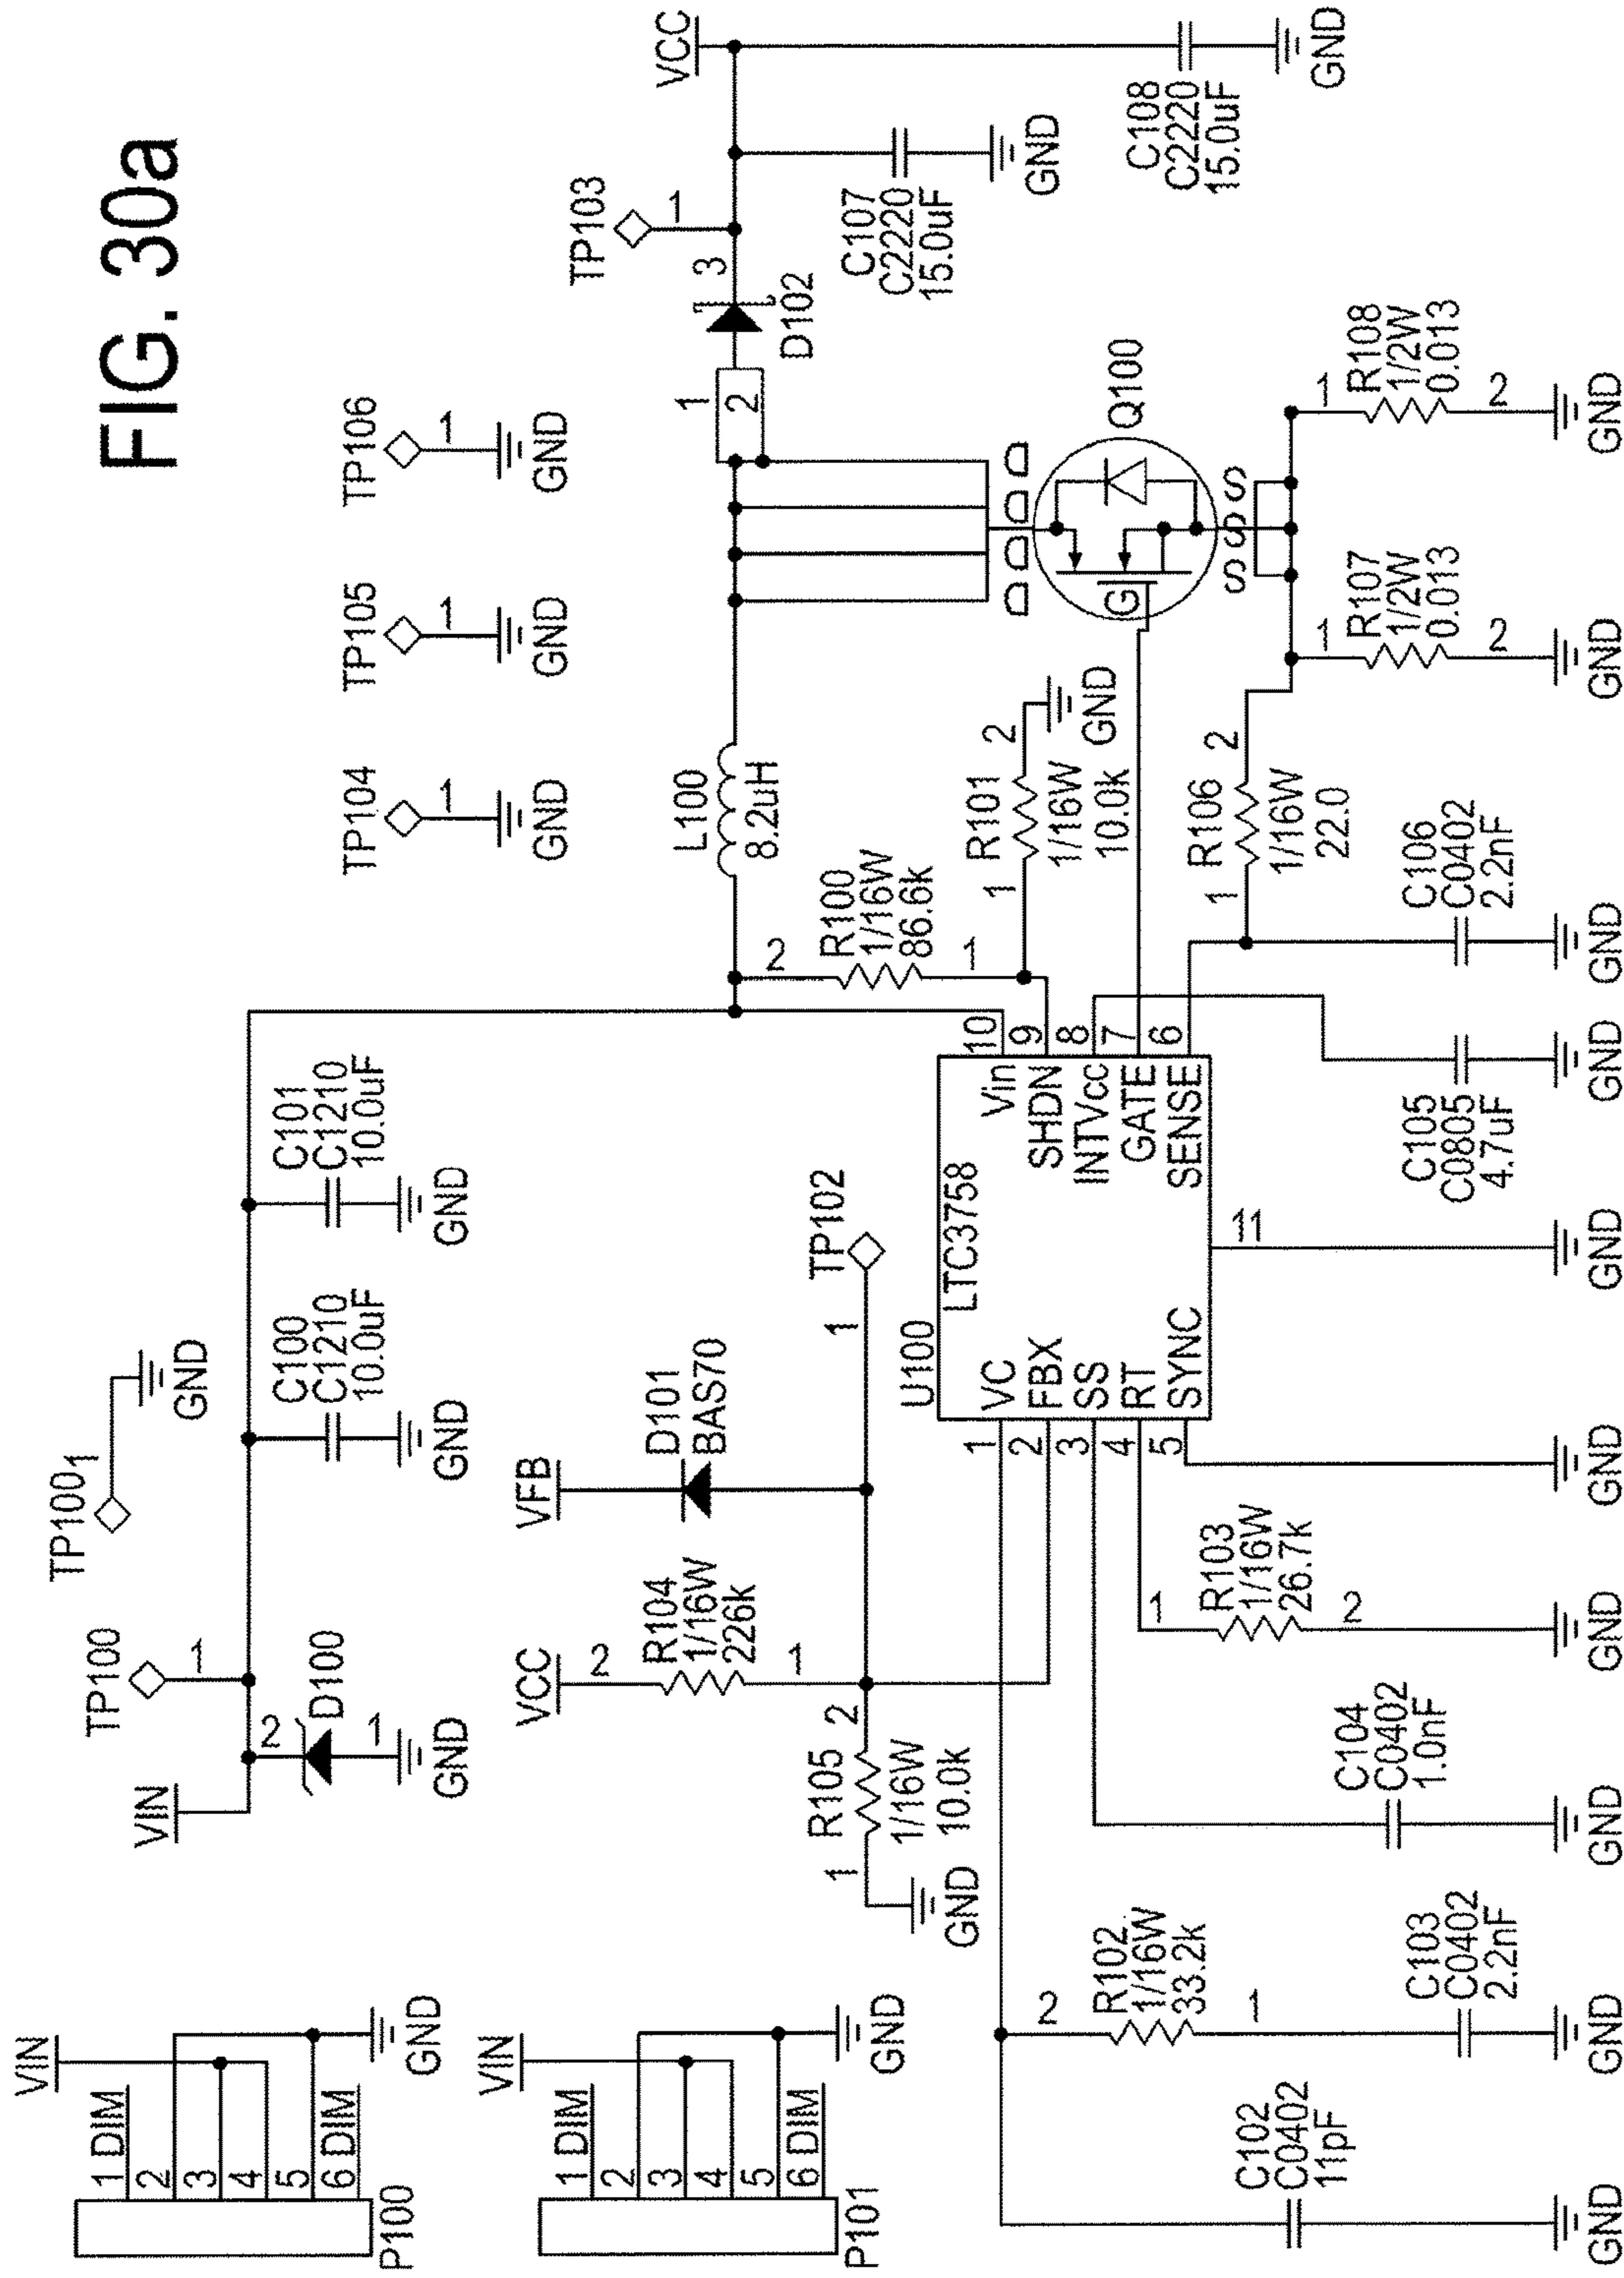 FIG. 30a
VIN
1 DIM
2
3
4
5
6 DIM
P100
GND
VIN
1 DIM
2
3
4
5
6 DIM
P101
GND
VIN
TP100
1
2
D100
1
GND
TP100
1
GND
C100
C1210
10.0uF
GND
C101
C1210
10.0uF
GND
TP104
1
GND
TP105
1
GND
TP106
1
GND
VCC
2
R104
1/16W
226k
1
VFB
D101
BAS70
TP102
1
R105
2
1
1/16W
10.0k
GND
L100
8.2uH
1
2
3
D102
TP103
1
VCC
C107
C2220
15.0uF
GND
C108
C2220
15.0uF
GND
2
R100
1/16W
86.6k
1
R101
1
2
1/16W
10.0k
GND
D D D D
G
Q100
S S S
U100
LTC3758
VC
FBX
SS
RT
SYNC
Vin
SHDN
INTVcc
GATE
SENSE
1
2
3
4
5
10
9
8
7
6
11
R106
1
2
1/16W
22.0
1
R107
1/2W
0.013
2
GND
1
R108
1/2W
0.013
2
GND
C102
C0402
11pF
GND
2
R102
1/16W
33.2k
1
C103
C0402
2.2nF
GND
C104
C0402
1.0nF
GND
1
R103
1/16W
26.7k
2
GND
GND
GND
C105
C0805
4.7uF
GND
C106
C0402
2.2nF
GND